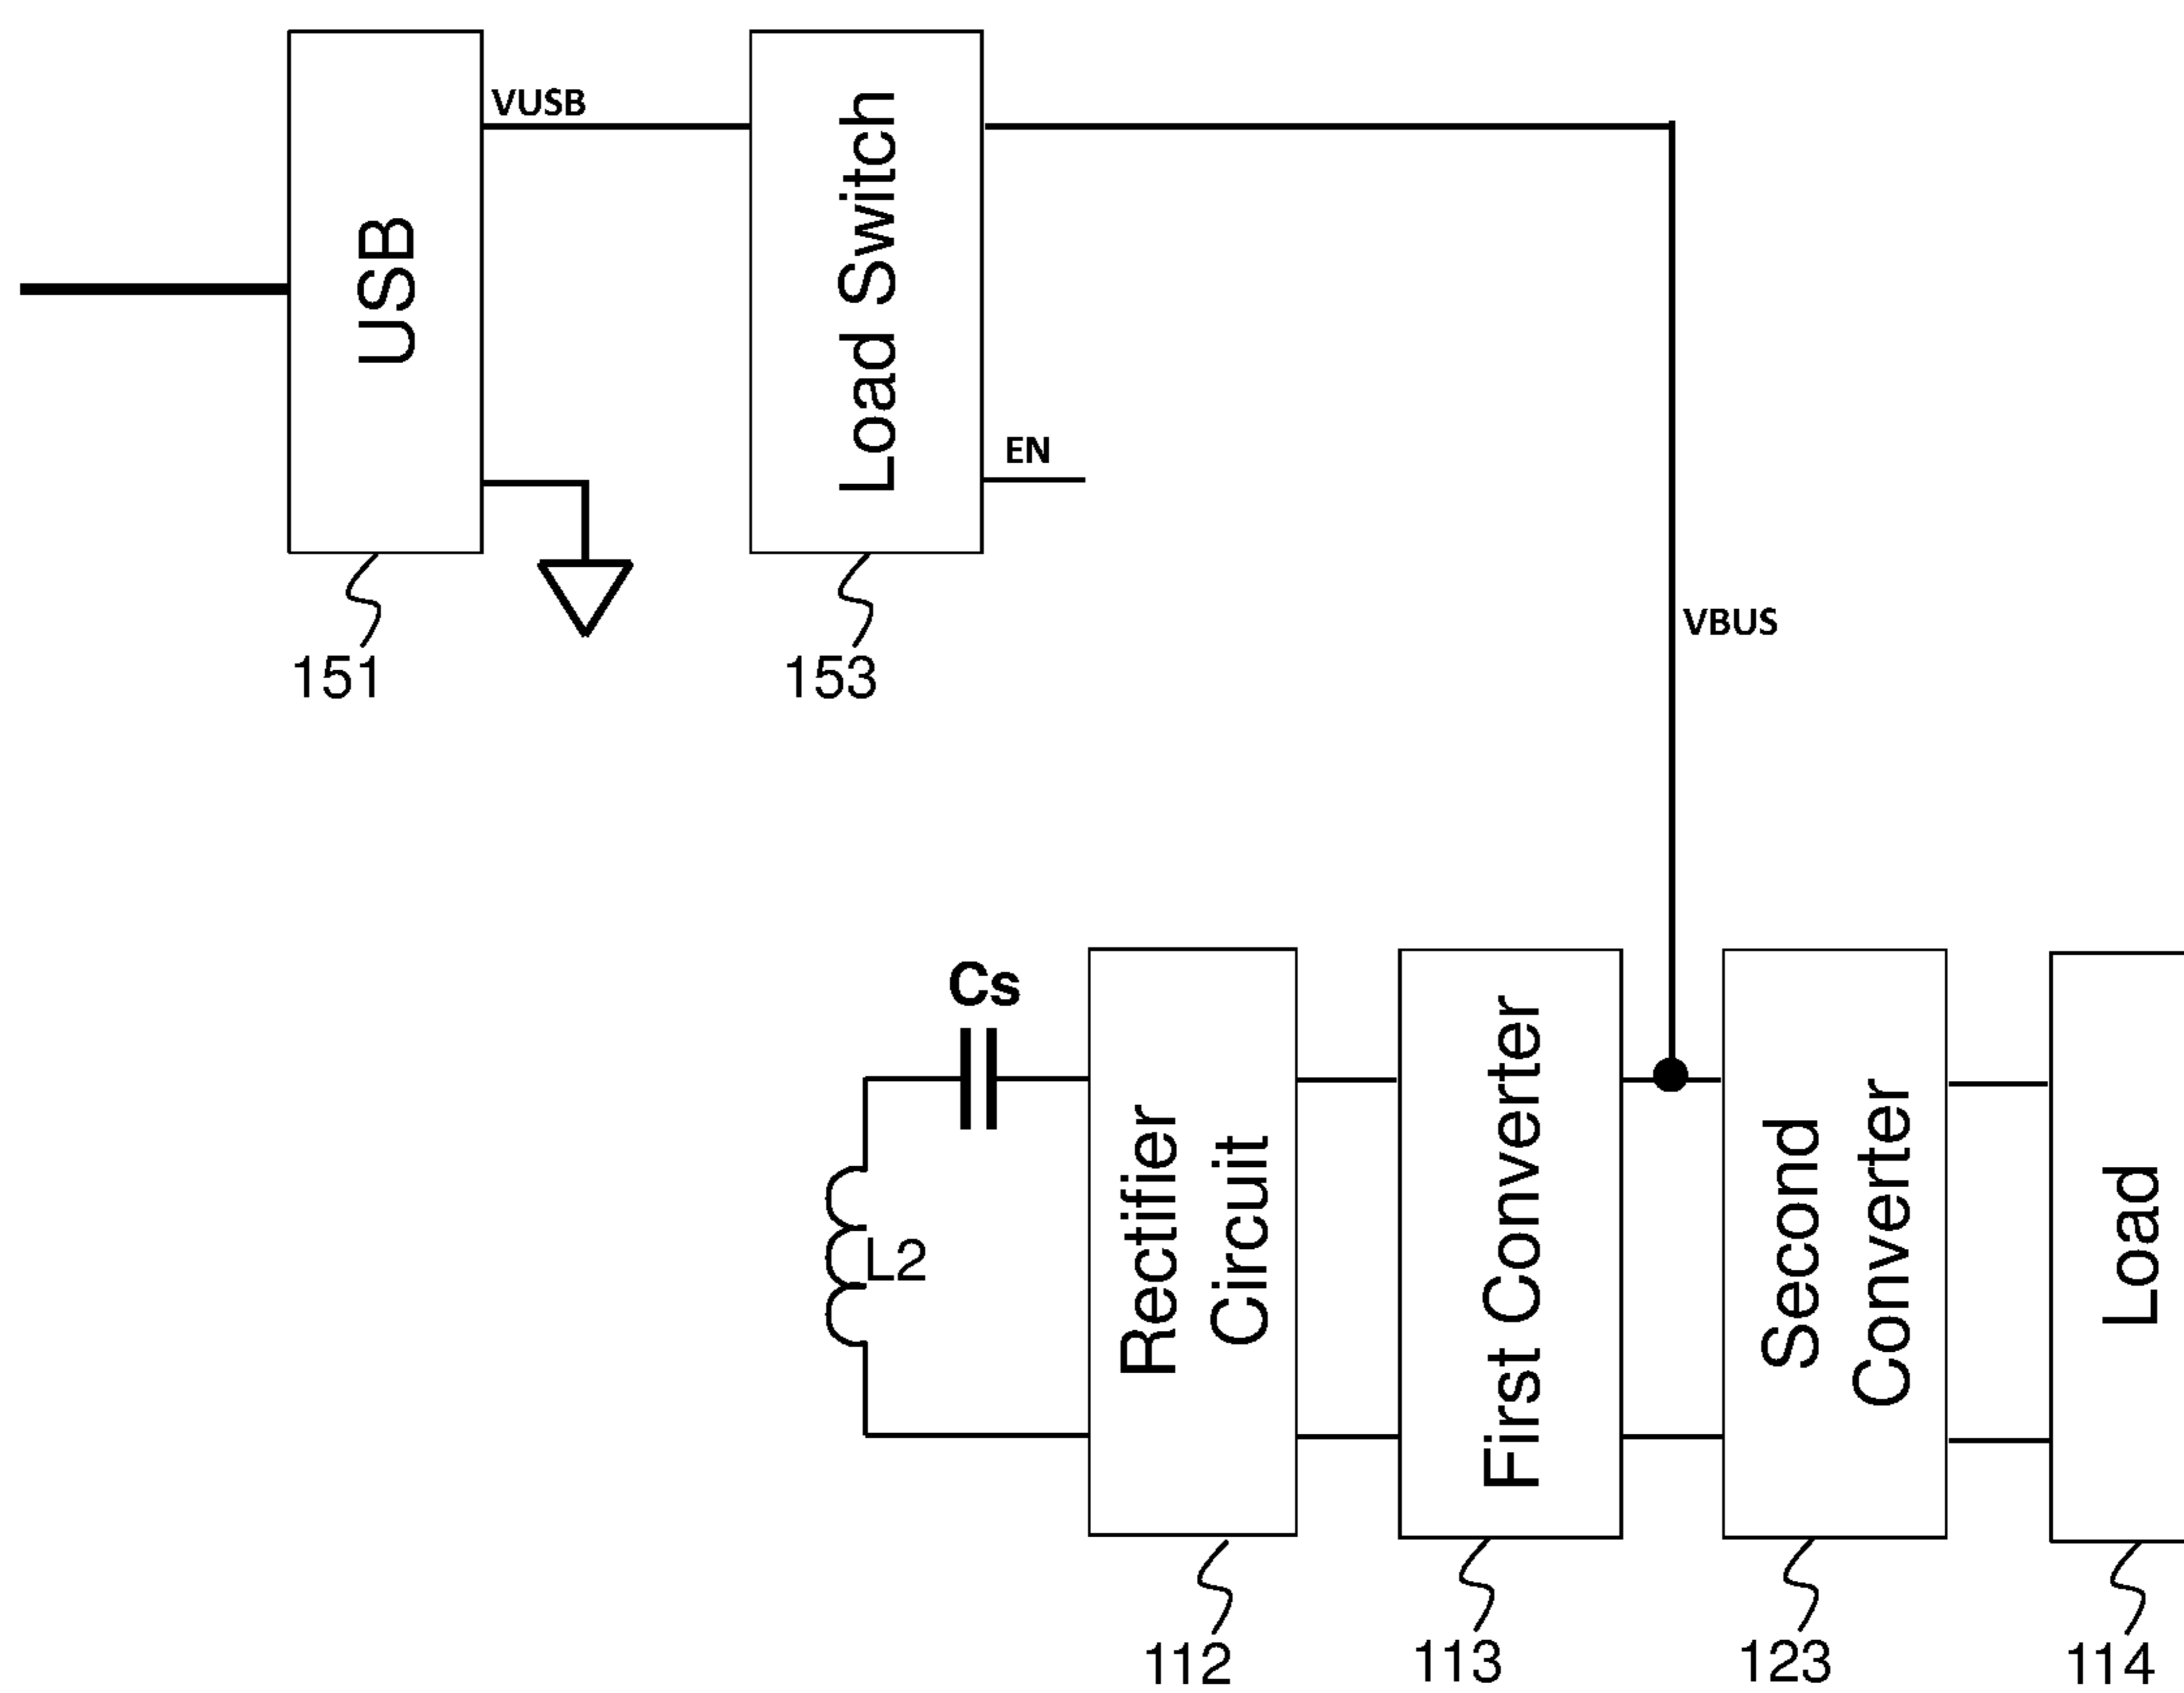 VUSB
USB
Load Switch
EN
151
153
VBUS
Cs
L2
Rectifier
Circuit
First Converter
Second
Converter
Load
112
113
123
114